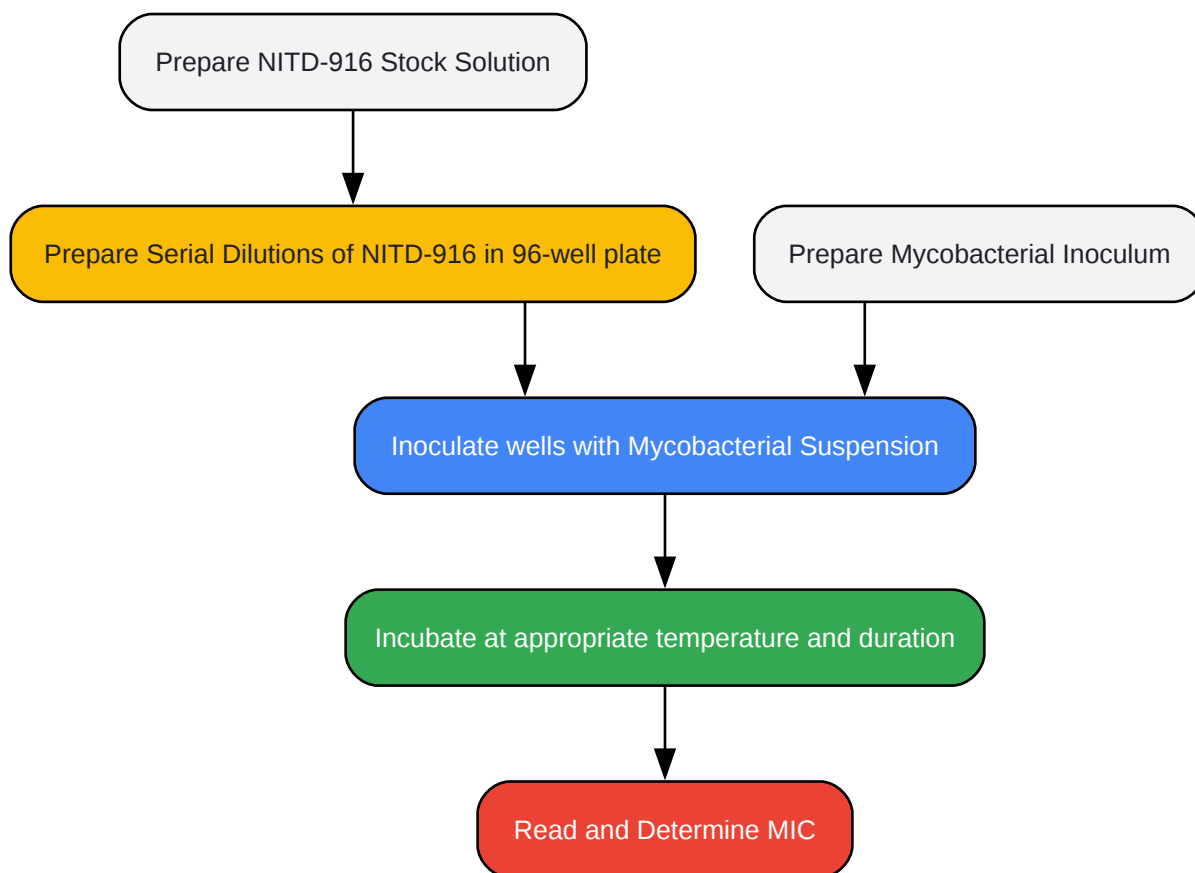 Prepare NITD-916 Stock Solution
Prepare Serial Dilutions of NITD-916 in 96-well plate
Prepare Mycobacterial Inoculum
Inoculate wells with Mycobacterial Suspension
Incubate at appropriate temperature and duration
Read and Determine MIC